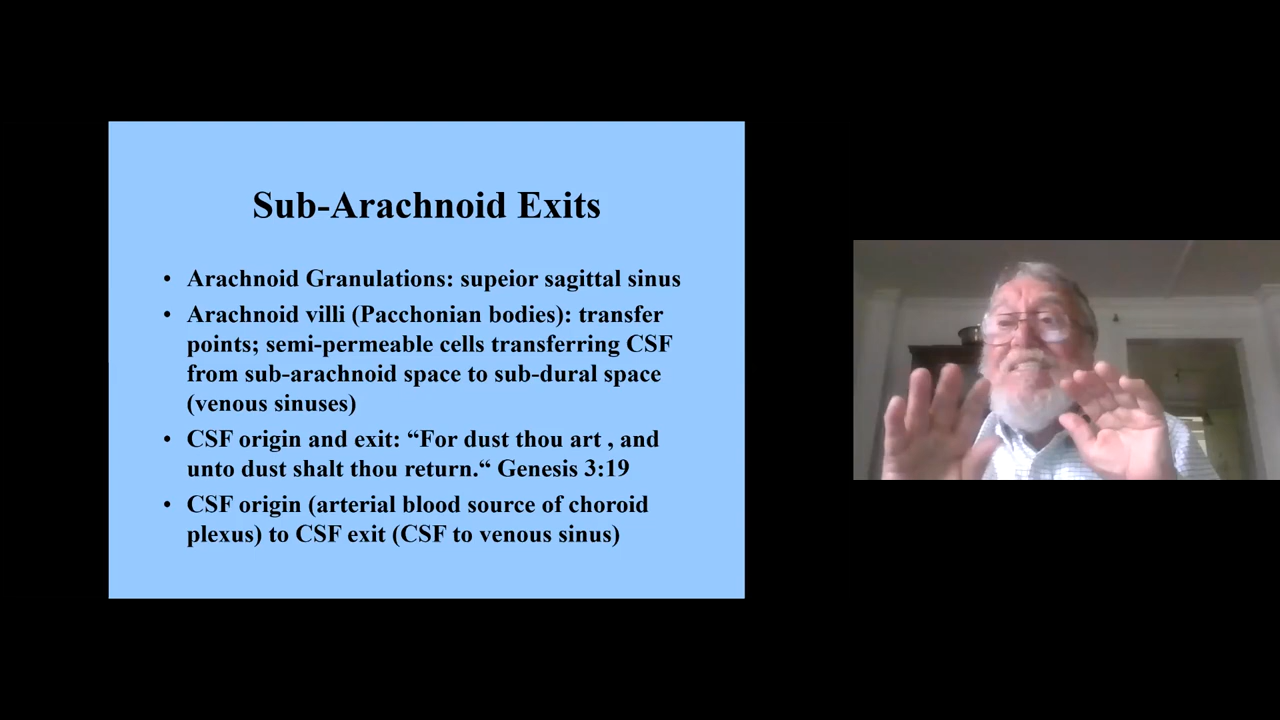 Sub-Arachnoid Exits
• Arachnoid Granulations: supeior sagittal sinus
• Arachnoid villi (Pacchonian bodies): transfer
points; semi-permeable cells transferring CSF
from sub-arachnoid space to sub-dural space
(venous sinuses)
• CSF origin and exit: “For dust thou art , and
unto dust shalt thou return.“ Genesis 3:19
• CSF origin (arterial blood source of choroid
plexus) to CSF exit (CSF to venous sinus)